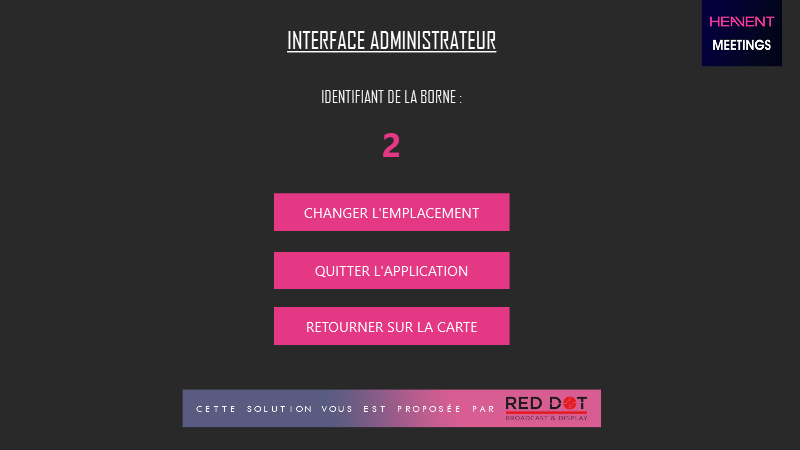 HEVENT
MEETINGS
INTERFACE ADMINISTRATEUR
IDENTIFIANT DE LA BORNE :
2
CHANGER L'EMPLACEMENT
QUITTER L'APPLICATION
RETOURNER SUR LA CARTE
CETTE SOLUTION VOUS EST PROPOSÉE PAR
RED DOT
BROADCAST & DISPLAY